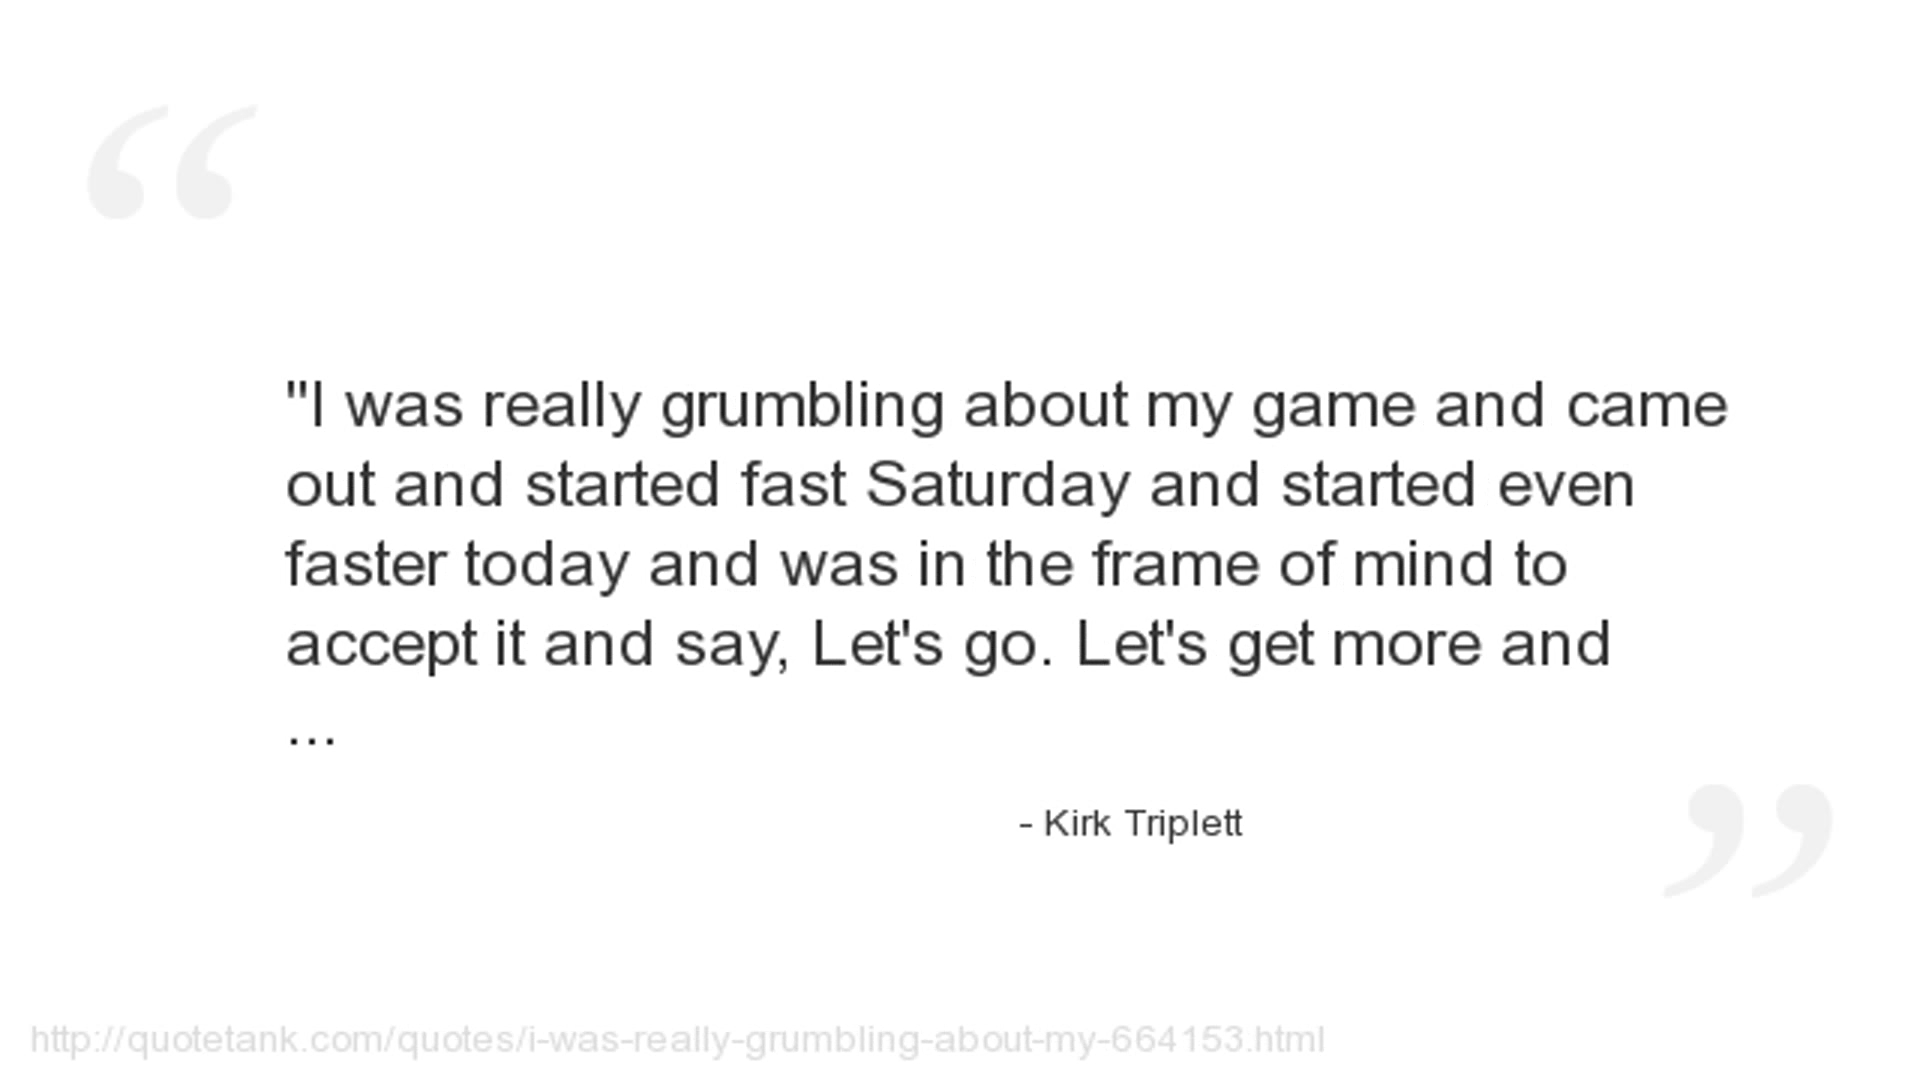 "I was really grumbling about my game and came
out and started fast Saturday and started even
faster today and was in the frame of mind to
accept it and say, Let's go. Let's get more and
...
- Kirk Triplett
http://quotetank.com/quotes/i-was-really-grumbling-about-my-664153.html